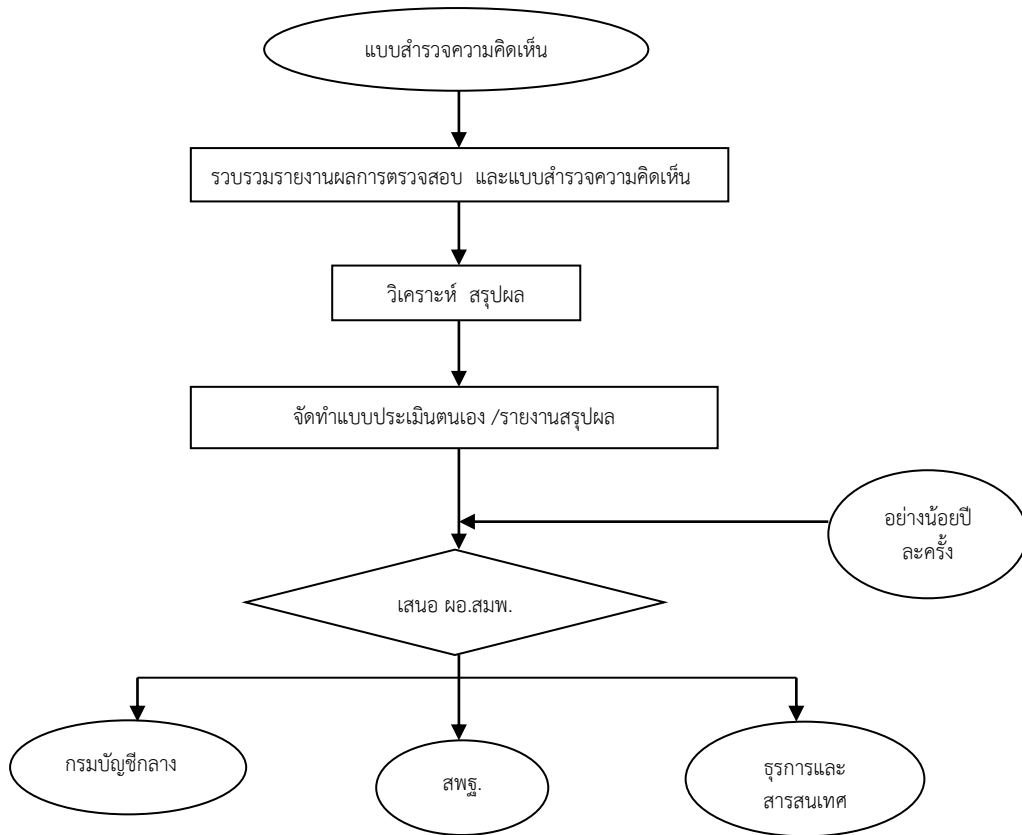 แบบสำรวจความคิดเห็น
รวบรวมรายงานผลการตรวจสอบ และแบบสำรวจความคิดเห็น
วิเคราะห์ สรุปผล
จัดทำแบบประเมินตนเอง /รายงานสรุปผล
อย่างน้อยปี
ละครั้ง
เสนอ ผอ.สมพ.
กรมบัญชีกลาง
สพฐ.
ธุรการและ
สารสนเทศ